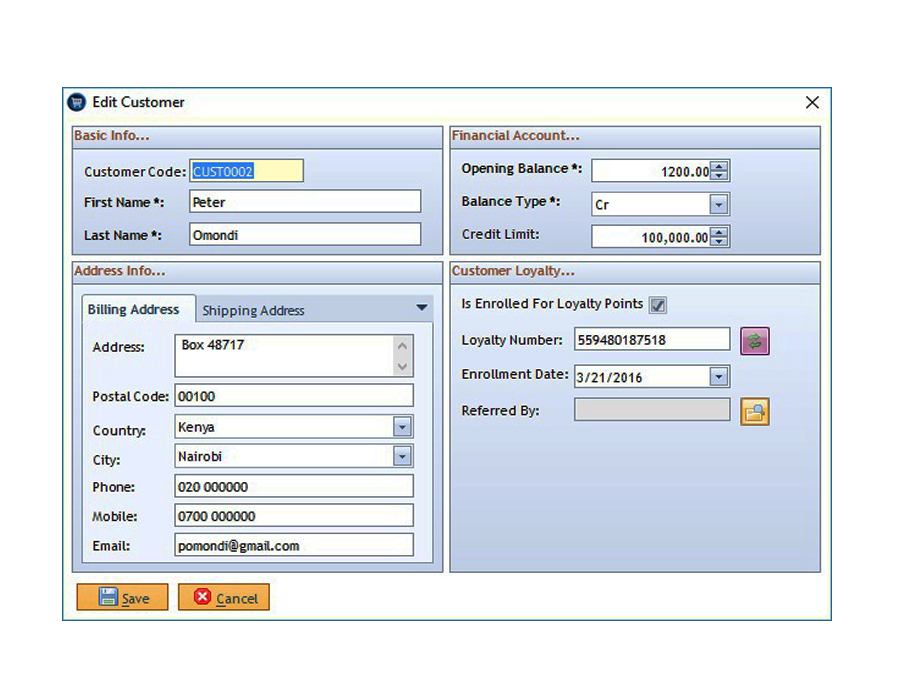 Edit Customer
Basic Info...
Customer Code: CUST0002
First Name *: Peter
Last Name *: Omondi
Financial Account...
Opening Balance *: 1200.00
Balance Type *: Cr
Credit Limit: 100,000.00
Address Info...
Billing Address Shipping Address
Address: Box 48717
Postal Code: 00100
Country: Kenya
City: Nairobi
Phone: 020 000000
Mobile: 0700 000000
Email: pomondi@gmail.com
Customer Loyalty...
Is Enrolled For Loyalty Points
Loyalty Number: 559480187518
Enrollment Date: 3/21/2016
Referred By:
Save Cancel